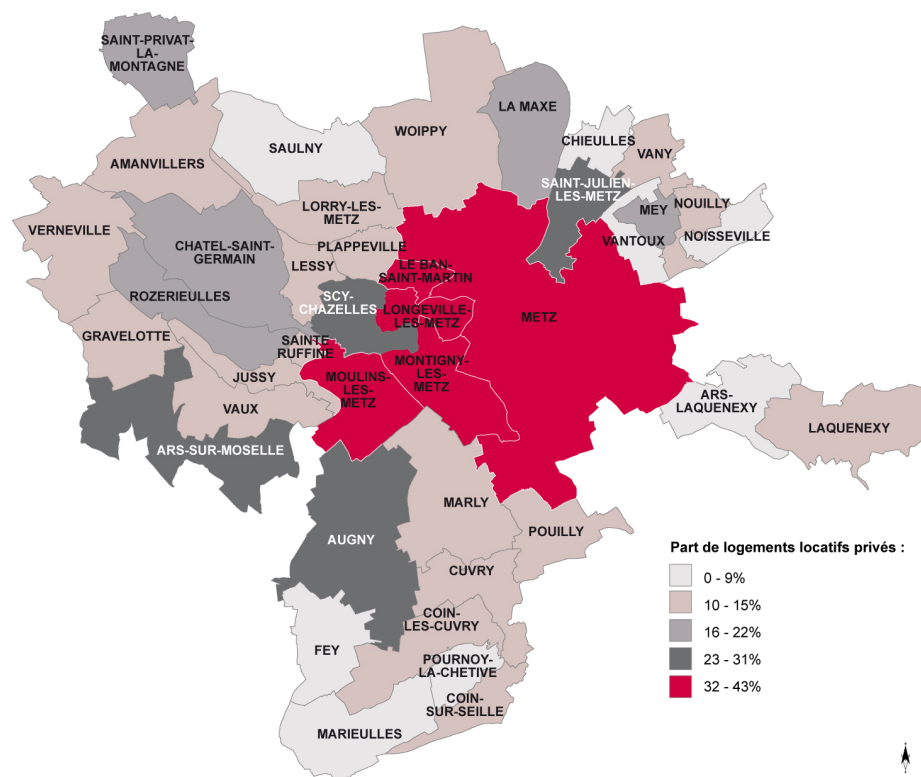 SAINT-PRIVAT-
LA-
MONTAGNE
LA MAXE
WOIPPY
CHIEULLES
SAULNY
VANY
AMANVILLERS
SAINT-JULIEN-
LES-METZ
NOUILLY
LORRY-LES-
METZ
MEY
VERNEVILLE
NOISSEVILLE
CHATEL-SAINT-
GERMAIN
PLAPPEVILLE
VANTOUX
LESSY
LE BAN-
SAINT-MARTIN
ROZERIEULLES
SCY-
CHAZELLES
LONGEVILLE-
LES-METZ
METZ
GRAVELOTTE
SAINTE
RUFFINE
MONTIGNY-
LES-
METZ
JUSSY
MOULINS-
LES-
METZ
ARS-
LAQUENEXY
VAUX
LAQUENEXY
ARS-SUR-MOSELLE
MARLY
POUILLY
AUGNY
Part de logements locatifs privés :
CUVRY
0 - 9%
10 - 15%
COIN-
LES-CUVRY
16 - 22%
FEY
23 - 31%
POURNOY-
LA-CHETIVE
32 - 43%
COIN-
SUR-SEILLE
MARIEULLES